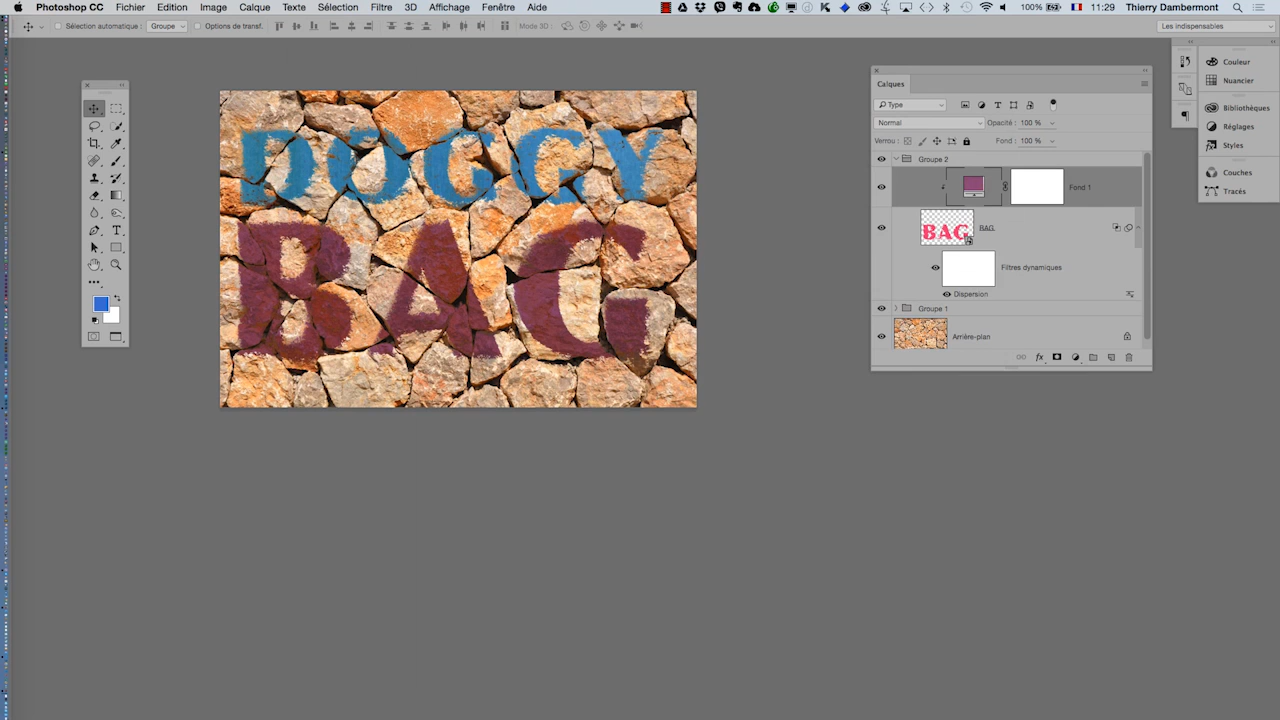 Photoshop CC Fichier Edition Image Calque Texte Sélection Filtre 3D Affichage Fenêtre Aide 100% 11:29 Thierry Dambermont
Sélection automatique : Groupe Options de transf. Mode 3D : Les indispensables
Calques
Type
Normal Opacité : 100 %
Verrou : Fond : 100 %
Groupe 2
Fond 1
BAG
BAG.
Filtres dynamiques
Dispersion
Groupe 1
Arrière-plan
Couleur
Nuancier
Bibliothèques
Réglages
Styles
Couches
Tracés
DOGGY
BAG